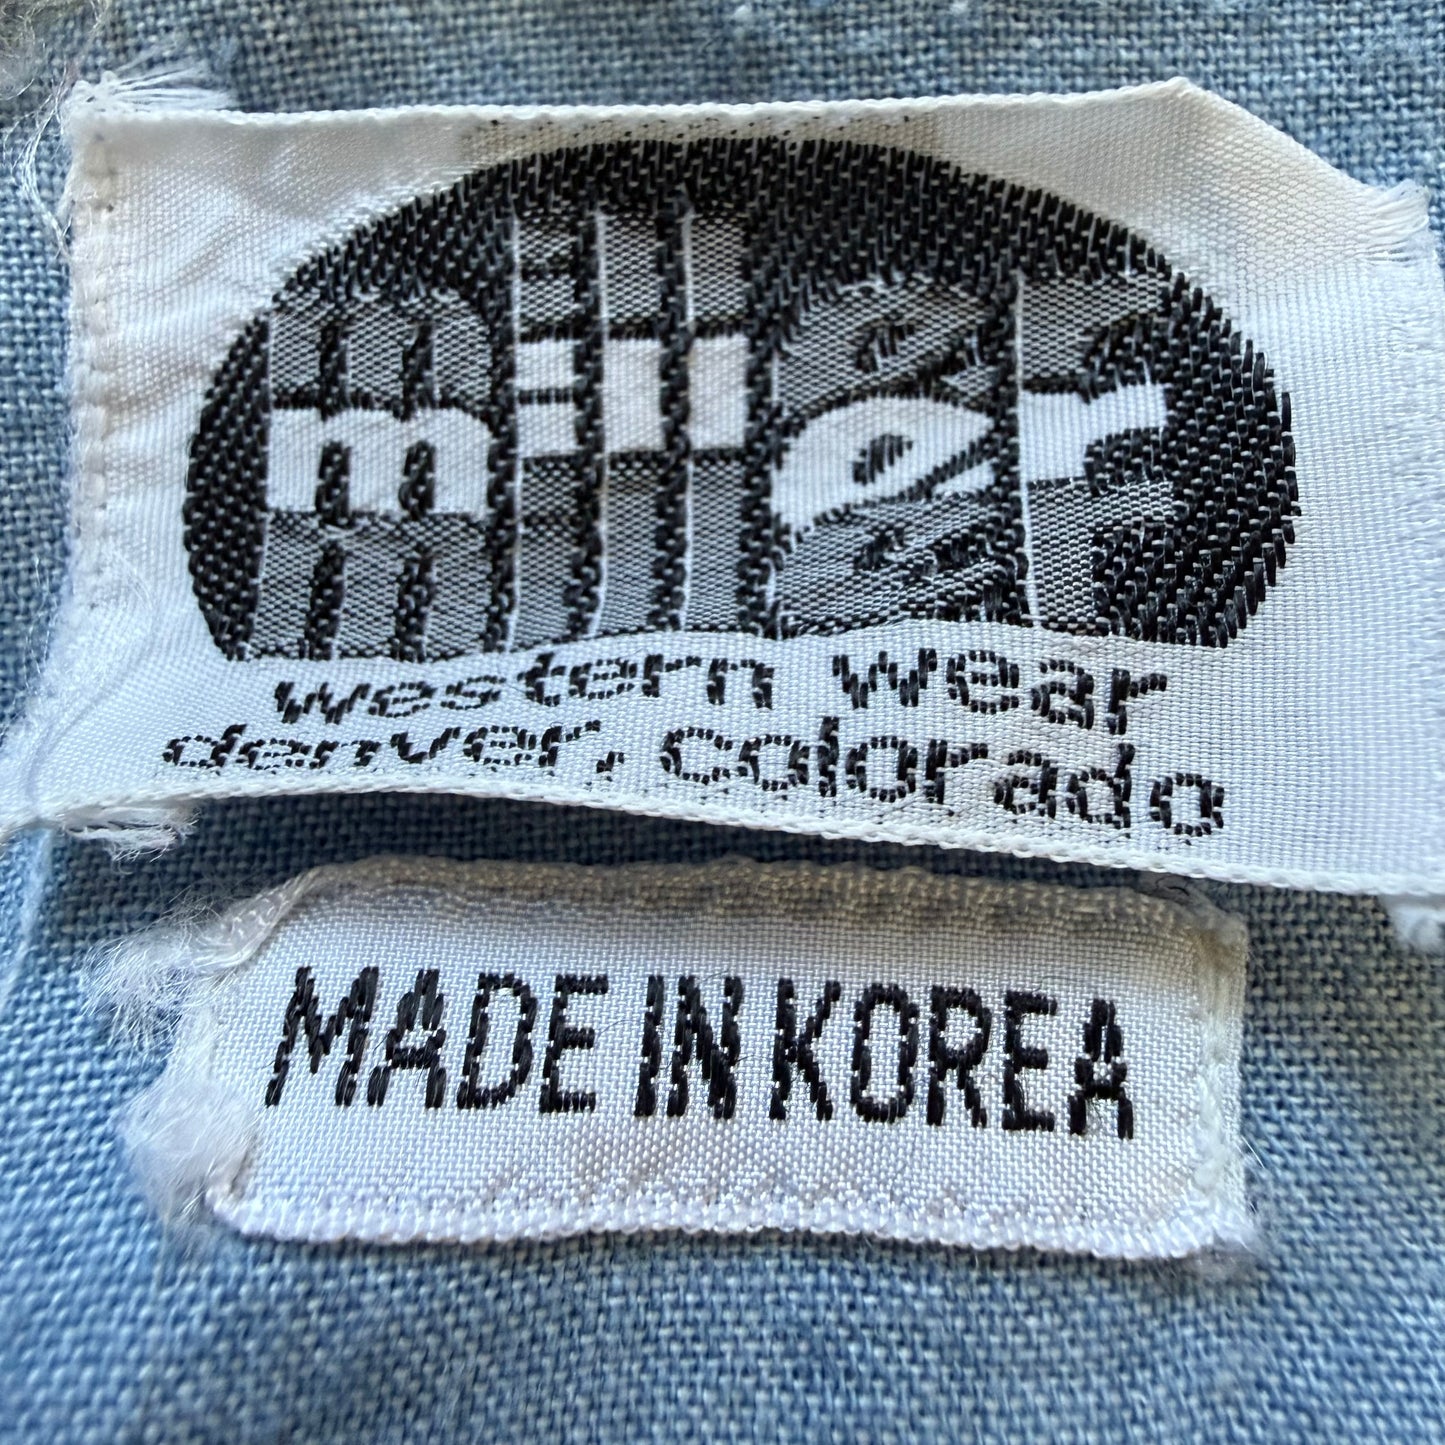 miller
western wear
denver, colorado
MADE IN KOREA